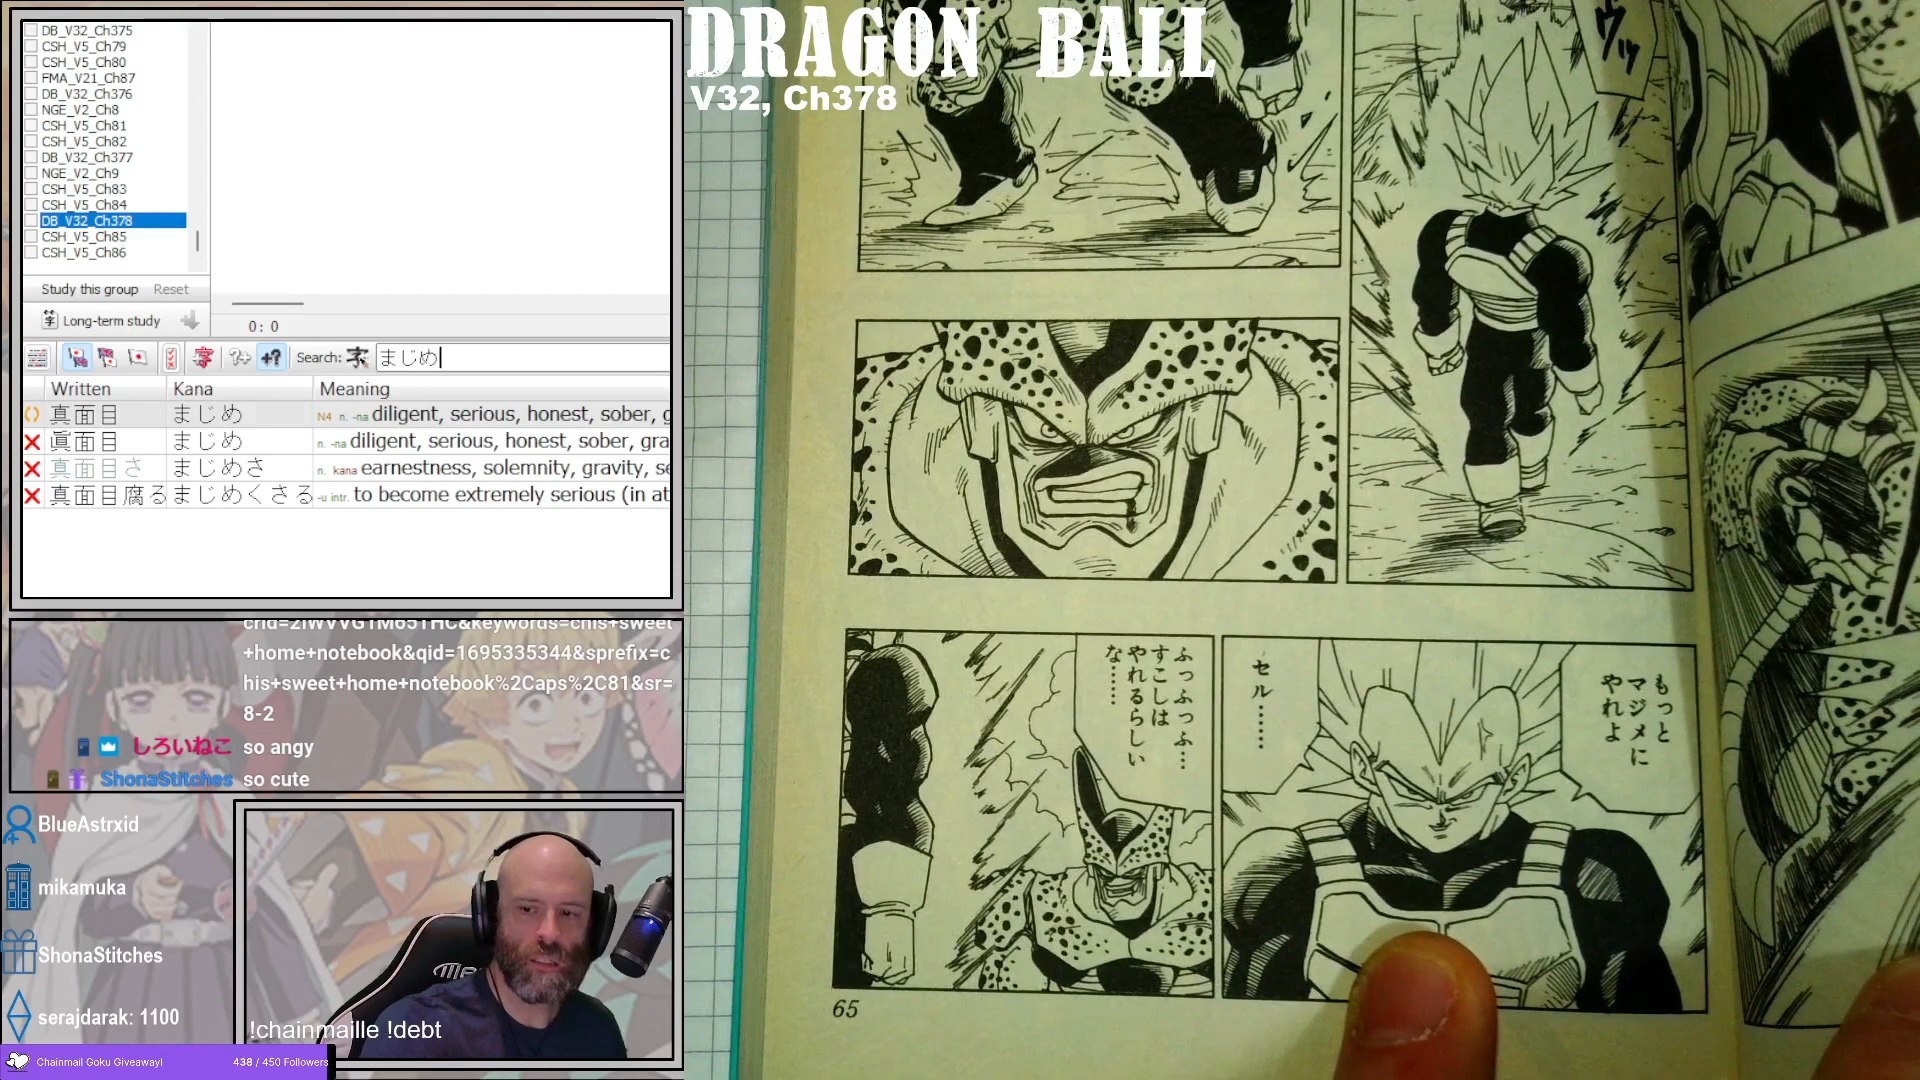 DB_V32_Ch375
CSH_V5_Ch79
CSH_V5_Ch80
FMA_V21_Ch87
DB_V32_Ch376
NGE_V2_Ch8
CSH_V5_Ch81
CSH_V5_Ch82
DB_V32_Ch377
NGE_V2_Ch9
CSH_V5_Ch83
CSH_V5_Ch84
DB_V32_Ch378
CSH_V5_Ch85
CSH_V5_Ch86
Study this group Reset
Long-term study
0: 0
Search: まじめ
Written Kana Meaning
真面目 まじめ N4 n. -na diligent, serious, honest, sober, g
眞面目 まじめ n. -na diligent, serious, honest, sober, gra
真面目さ まじめさ n. kana earnestness, solemnity, gravity, se
真面目腐る まじめくさる -u intr. to become extremely serious (in at
crid=2IWVVG1M65THC&keywords=chis+sweet
+home+notebook&qid=1695335344&sprefix=c
his+sweet+home+notebook%2Caps%2C81&sr=
8-2
しろいねこ so angy
ShonaStitches so cute
BlueAstrxid
mikamuka
ShonaStitches
serajdarak: 1100
!chainmaille !debt
Chainmail Goku Giveaway! 438 / 450 Followers
DRAGON BALL
V32, Ch378
もっと
マジメに
やれよ
セル……
ふっふっふ…
すこしは
やれるらしい
な……
65